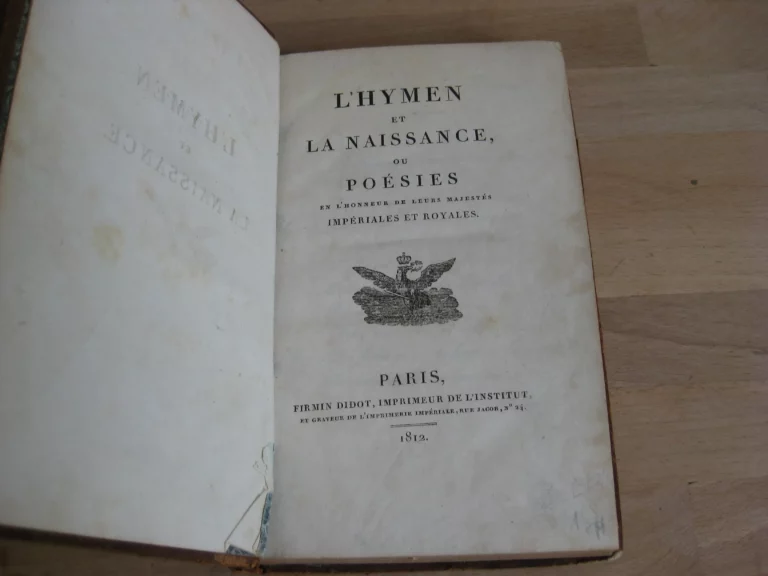 L'HYMEN
ET
LA NAISSANCE,
OU
POÉSIES
EN L'HONNEUR DE LEURS MAJESTÉS
IMPÉRIALES ET ROYALES.
PARIS,
FIRMIN DIDOT, IMPRIMEUR DE L'INSTITUT,
ET GRAVEUR DE L'IMPRIMERIE IMPÉRIALE, RUE JACOB, N° 24.
1812.